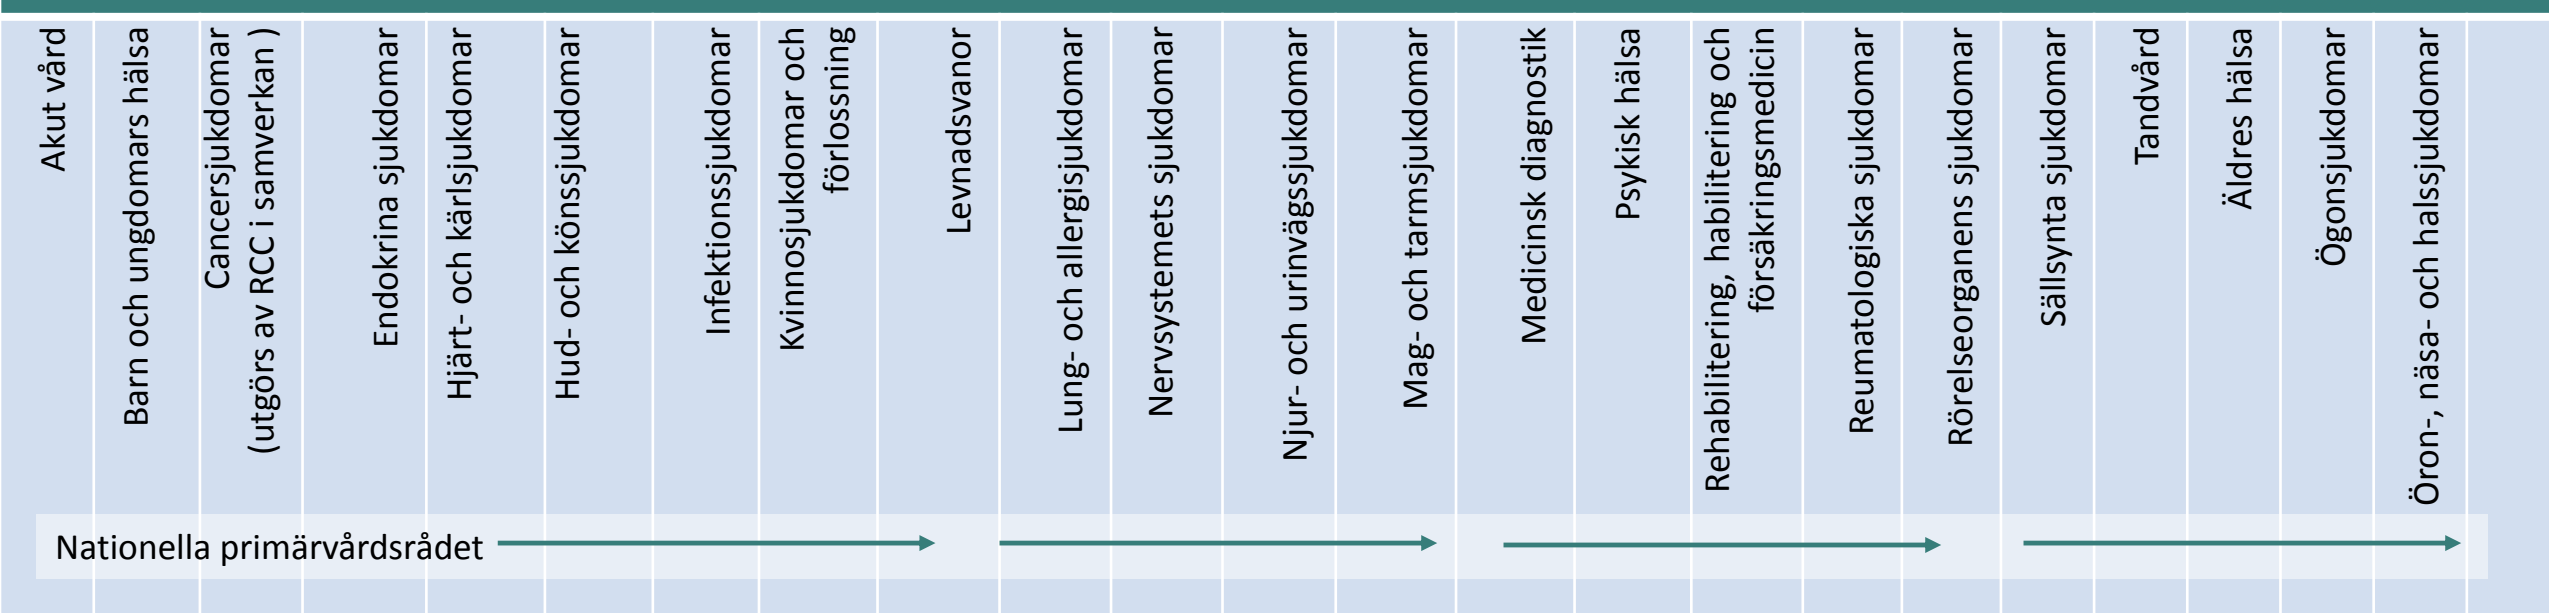 Akut vård
Barn och ungdomars hälsa
Cancersjukdomar
(utgörs av RCC i samverkan )
Endokrina sjukdomar
Hjärt- och kärlsjukdomar
Hud- och könssjukdomar
Infektionssjukdomar
Kvinnosjukdomar och
förlossning
Levnadsvanor
Lung- och allergisjukdomar
Nervsystemets sjukdomar
Njur- och urinvägssjukdomar
Mag- och tarmsjukdomar
Medicinsk diagnostik
Psykisk hälsa
Rehabilitering, habilitering och
försäkringsmedicin
Reumatologiska sjukdomar
Rörelseorganens sjukdomar
Sällsynta sjukdomar
Tandvård
Äldres hälsa
Ögonsjukdomar
Öron-, näsa- och halssjukdomar
Nationella primärvårdsrådet